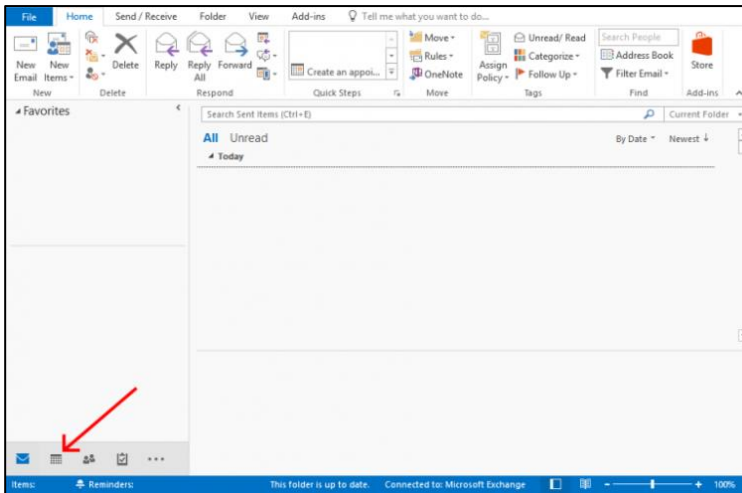 File Home Send / Receive Folder View Add-ins Tell me what you want to do...
New Email
New Items
Delete
Reply
Reply All
Forward
Create an appoi...
Move
Rules
OneNote
Assign Policy
Unread/ Read
Categorize
Follow Up
Search People
Address Book
Filter Email
Store
New Delete Respond Quick Steps Move Tags Find Add-ins
Favorites
Search Sent Items (Ctrl+E) Current Folder
All Unread By Date Newest
Today
Items: Reminders: This folder is up to date. Connected to: Microsoft Exchange 100%